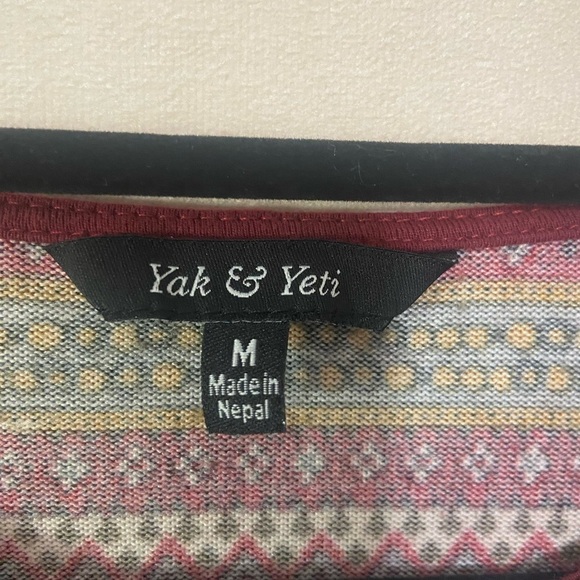 Yak & Yeti
M
Made in
Nepal